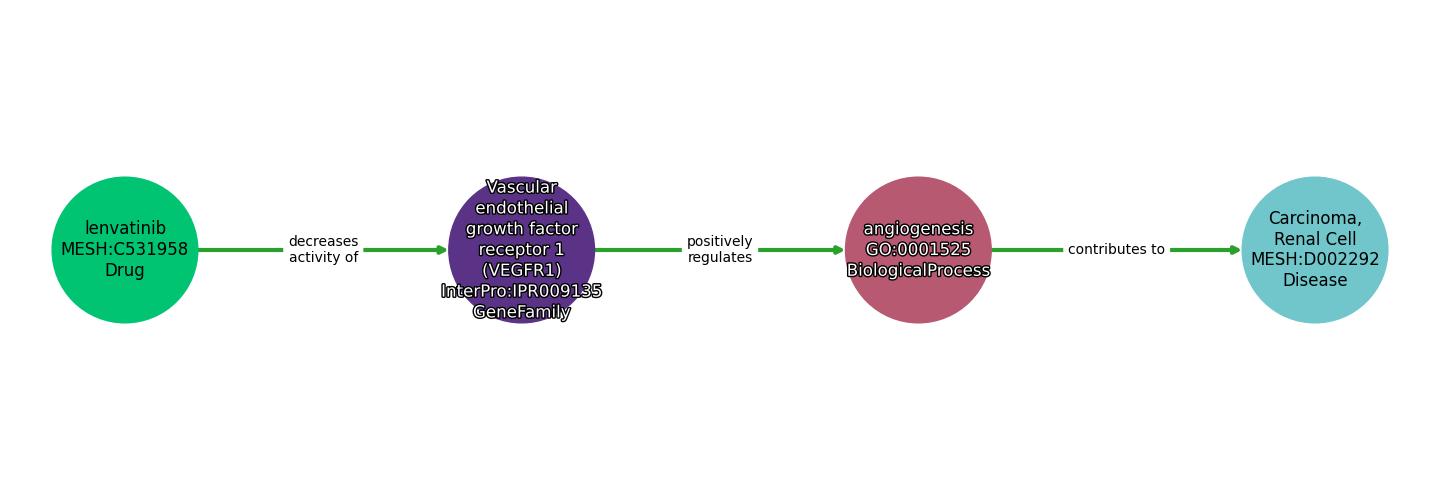 lenvatinib
MESH:C531958
Drug
decreases
activity of
Vascular
endothelial
growth factor
receptor 1
(VEGFR1)
InterPro:IPR009135
GeneFamily
positively
regulates
angiogenesis
GO:0001525
BiologicalProcess
contributes to
Carcinoma,
Renal Cell
MESH:D002292
Disease